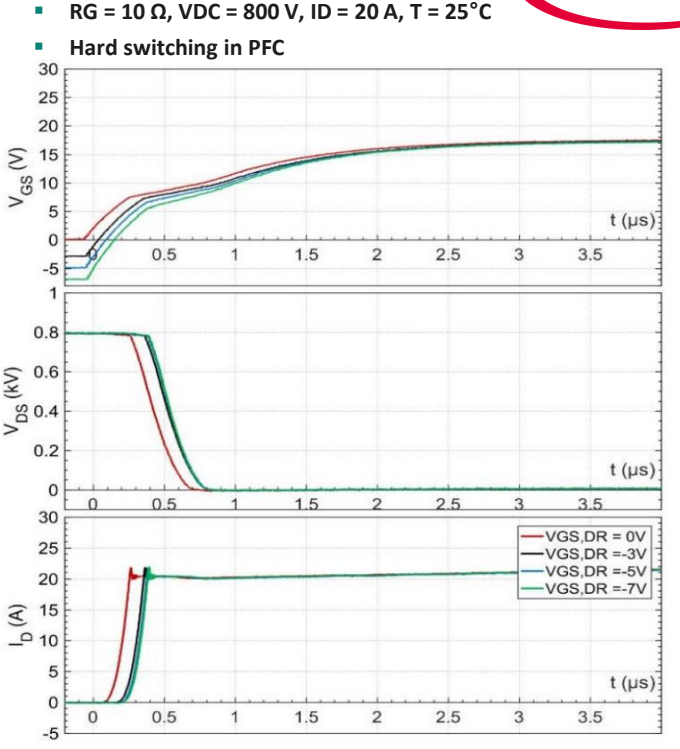 RG = 10 Ω, VDC = 800 V, ID = 20 A, T = 25°C
Hard switching in PFC
30
25
20
15
10
5
0
-5
VGS (V)
t (µs)
0 0.5 1 1.5 2 2.5 3 3.5
1
0.8
0.6
0.4
0.2
0
VDS (kV)
t (µs)
0 0.5 1 1.5 2 2.5 3 3.5
30
25
20
15
10
5
0
-5
ID (A)
VGS,DR = 0V
VGS,DR =-3V
VGS,DR =-5V
VGS,DR =-7V
t (µs)
0 0.5 1 1.5 2 2.5 3 3.5